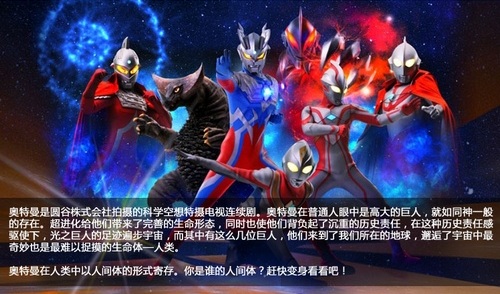 奥特曼是圆谷株式会社拍摄的科学空想特摄电视连续剧。奥特曼在普通人眼中是高大的巨人，就如同神一般
的存在。超进化给他们带来了完善的生命形态，同时也使他们背负起了沉重的历史责任，在这种历史责任感
驱使下，光之巨人的足迹遍步宇宙，而其中有这么几位巨人，他们来到了我们所在的地球，邂逅了宇宙中最
奇妙也是最难以捉摸的生命体—人类。
奥特曼在人类中以人间体的形式寄存。你是谁的人间体？赶快变身看看吧！